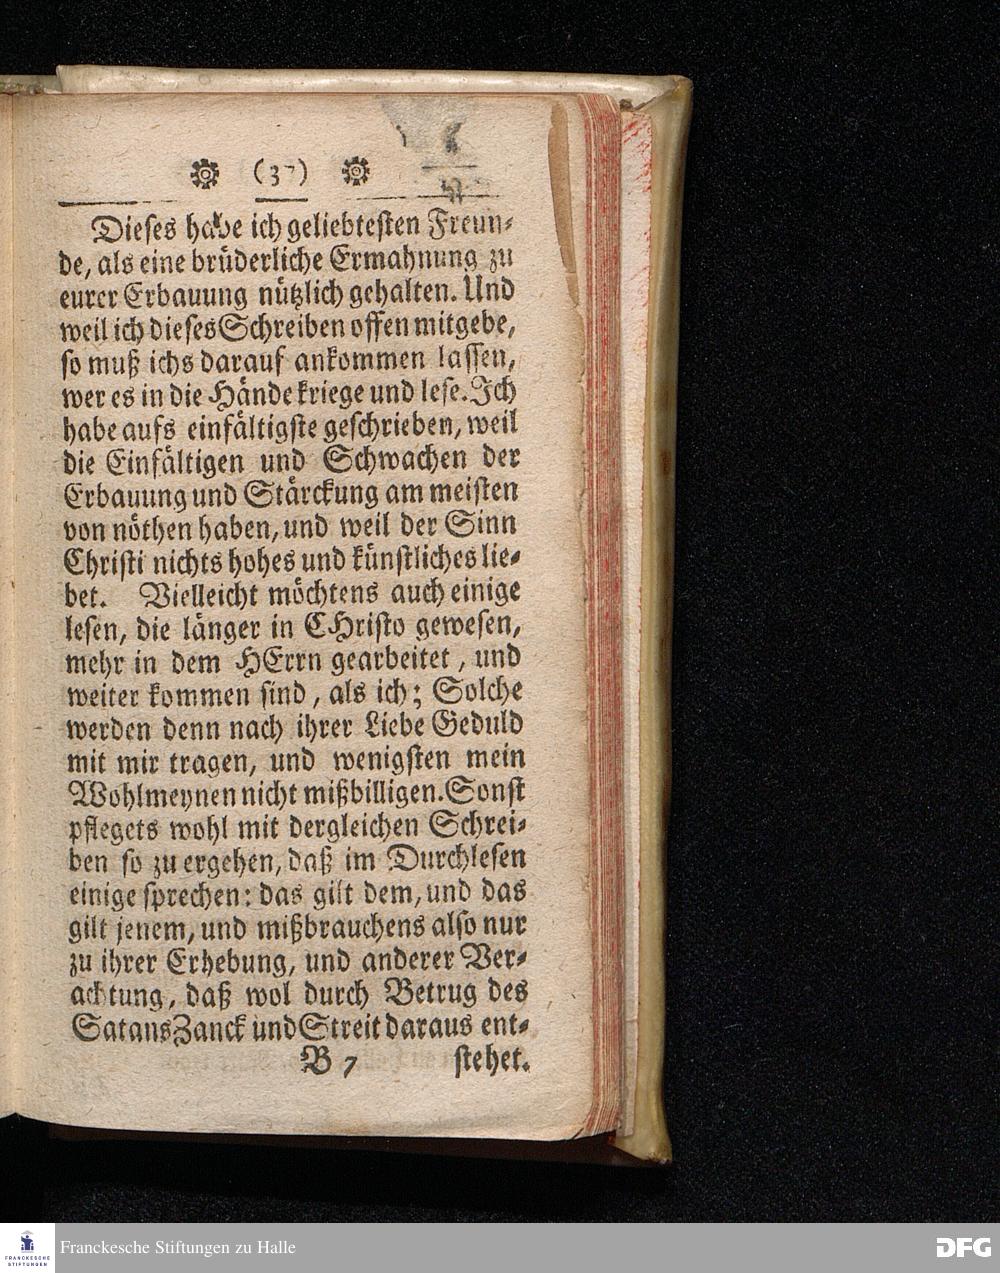 (37)
Dieses habe ich geliebtesten Freun-
de, als eine brüderliche Ermahnung zu
eurer Erbauung nützlich gehalten. Und
weil ich dieses Schreiben offen mitgebe,
so muß ichs darauf ankommen lassen,
wer es in die Hände kriege und lese. Ich
habe aufs einfältigste geschrieben, weil
die Einfältigen und Schwachen der
Erbauung und Stärckung am meisten
von nöthen haben, und weil der Sinn
Christi nichts hohes und künstliches lie-
bet. Vielleicht möchtens auch einige
lesen, die länger in CHristo gewesen,
mehr in dem HErrn gearbeitet, und
weiter kommen sind, als ich; Solche
werden denn nach ihrer Liebe Geduld
mit mir tragen, und wenigsten mein
Wohlmeynen nicht mißbilligen. Sonst
pflegets wohl mit dergleichen Schrei-
ben so zu ergehen, daß im Durchlesen
einige sprechen: das gilt dem, und das
gilt jenem, und mißbrauchens also nur
zu ihrer Erhebung, und anderer Ver-
achtung, daß wol durch Betrug des
Satans Zanck und Streit daraus ent-
B 7 stehet.
FRANCKESCHE
STIFTUNGEN
Franckesche Stiftungen zu Halle
DFG